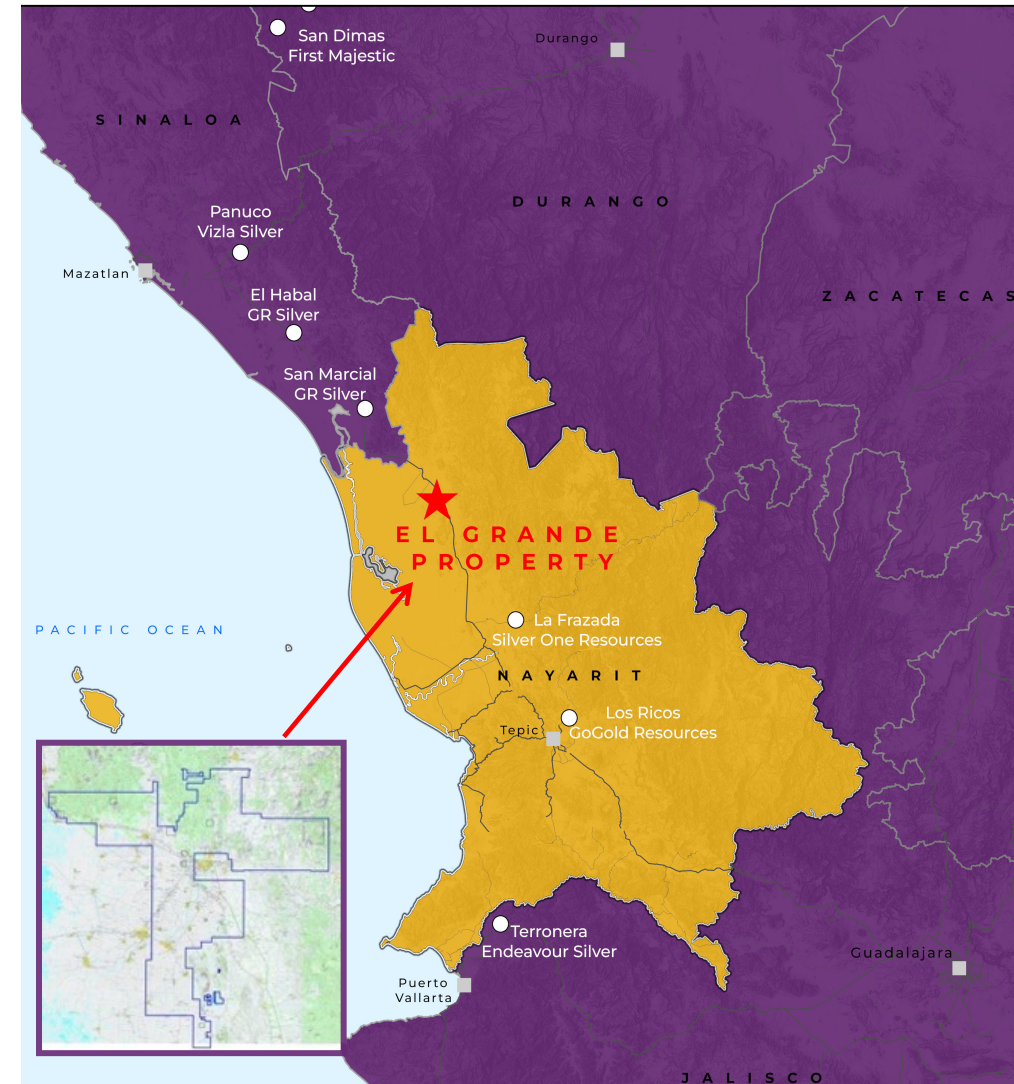 San Dimas
First Majestic
Durango
SINALOA
DURANGO
Panuco
Vizla Silver
Mazatlan
El Habal
GR Silver
ZACATECAS
San Marcial
GR Silver
EL GRANDE
PROPERTY
La Frazada
Silver One Resources
PACIFIC OCEAN
NAYARIT
Los Ricos
GoGold Resources
Tepic
Terronera
Endeavour Silver
Guadalajara
Puerto
Vallarta
JALISCO